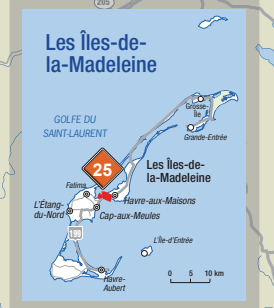 205
Les Îles-de-
la-Madeleine
Grosse-
Île
GOLFE DU
SAINT-LAURENT
Grande-Entrée
25
Les Îles-de-
la-Madeleine
Fatima
Havre-aux-Maisons
L'Étang-
du-Nord
Cap-aux-Meules
199
L'Île-d'Entrée
Havre-
Aubert
0 5 10 km